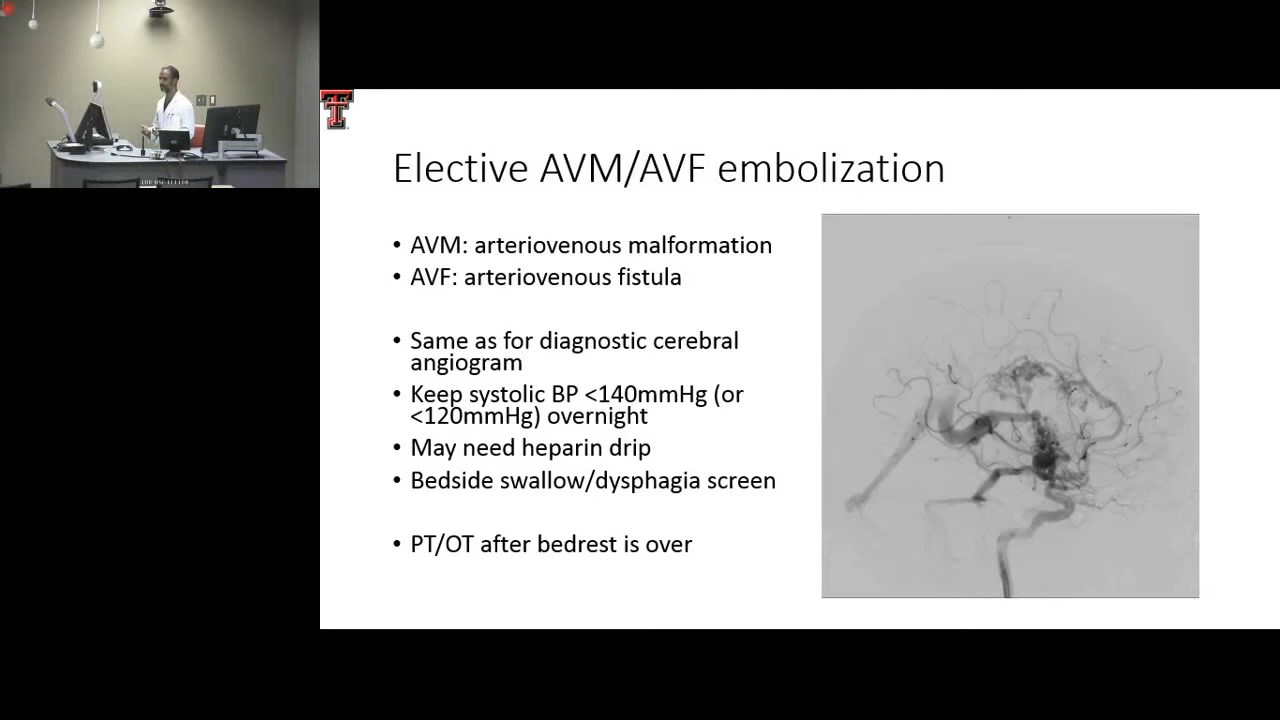 Elective AVM/AVF embolization
• AVM: arteriovenous malformation
• AVF: arteriovenous fistula
• Same as for diagnostic cerebral
angiogram
• Keep systolic BP <140mmHg (or
<120mmHg) overnight
• May need heparin drip
• Bedside swallow/dysphagia screen
• PT/OT after bedrest is over